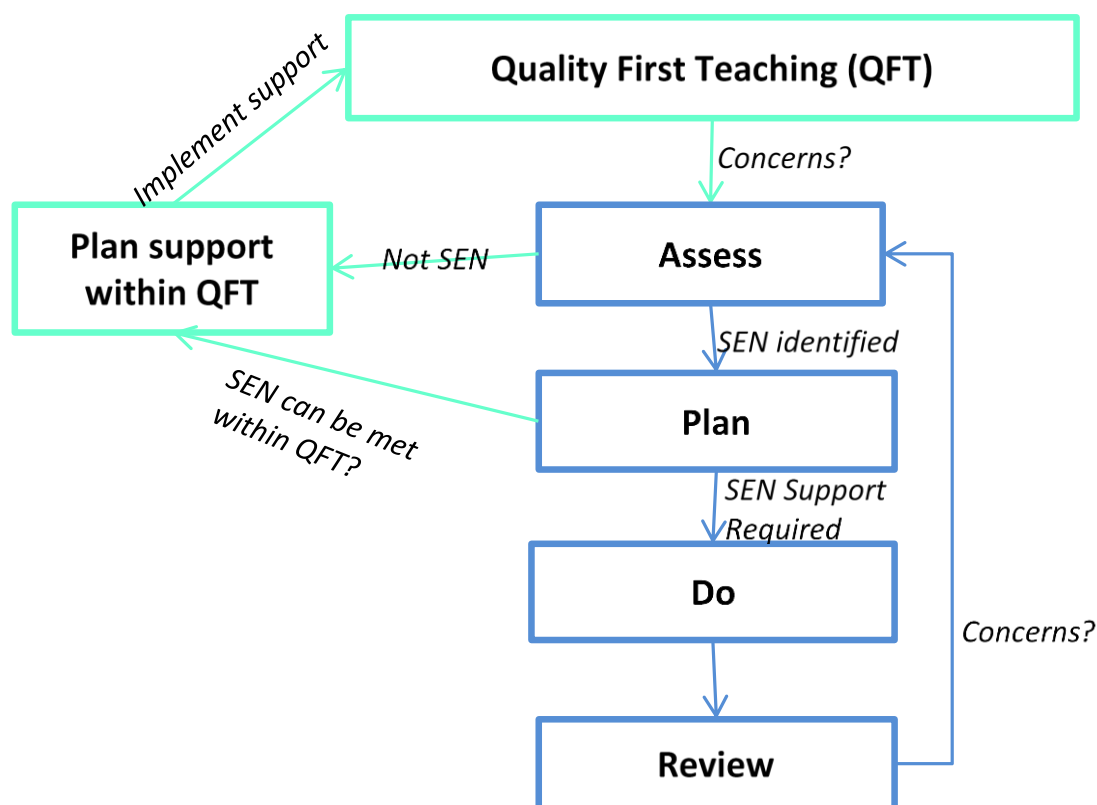 Quality First Teaching (QFT)
Implement support
Concerns?
Plan support
within QFT
Not SEN
Assess
SEN identified
SEN can be met
within QFT?
Plan
SEN Support
Required
Do
Concerns?
Review